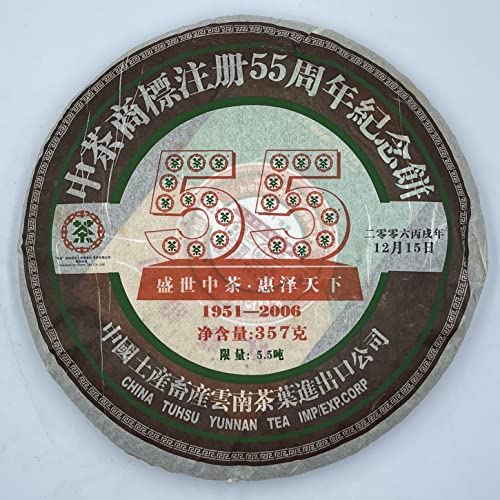 中茶商標注册55周年紀念餅
茶
55
二零零六丙戌年
12月15日
盛世中茶·惠泽天下
1951—2006
净含量:357克
限量:5.5吨
中國土産畜産雲南茶葉進出口公司
CHINA TUHSU YUNNAN TEA IMP/EXP.CORP